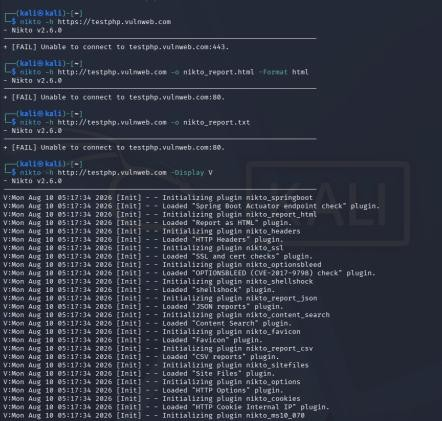 ┌──(kali㉿kali)-[~]
└─$ nikto -h https://testphp.vulnweb.com
- Nikto v2.6.0
+ [FAIL] Unable to connect to testphp.vulnweb.com:443.
┌──(kali㉿kali)-[~]
└─$ nikto -h http://testphp.vulnweb.com -o nikto_report.html -Format html
- Nikto v2.6.0
+ [FAIL] Unable to connect to testphp.vulnweb.com:80.
┌──(kali㉿kali)-[~]
└─$ nikto -h http://testphp.vulnweb.com -o nikto_report.txt
- Nikto v2.6.0
+ [FAIL] Unable to connect to testphp.vulnweb.com:80.
┌──(kali㉿kali)-[~]
└─$ nikto -h http://testphp.vulnweb.com -Display V
- Nikto v2.6.0
V:Mon Aug 10 05:17:34 2026 [Init] - - Initializing plugin nikto_springboot
V:Mon Aug 10 05:17:34 2026 [Init] - - Loaded "Spring Boot Actuator endpoint check" plugin.
V:Mon Aug 10 05:17:34 2026 [Init] - - Initializing plugin nikto_report_html
V:Mon Aug 10 05:17:34 2026 [Init] - - Loaded "Report as HTML" plugin.
V:Mon Aug 10 05:17:34 2026 [Init] - - Initializing plugin nikto_headers
V:Mon Aug 10 05:17:34 2026 [Init] - - Loaded "HTTP Headers" plugin.
V:Mon Aug 10 05:17:34 2026 [Init] - - Initializing plugin nikto_ssl
V:Mon Aug 10 05:17:34 2026 [Init] - - Loaded "SSL and cert checks" plugin.
V:Mon Aug 10 05:17:34 2026 [Init] - - Initializing plugin nikto_optionsbleed
V:Mon Aug 10 05:17:34 2026 [Init] - - Loaded "OPTIONSBLEED (CVE-2017-9798) check" plugin.
V:Mon Aug 10 05:17:34 2026 [Init] - - Initializing plugin nikto_shellshock
V:Mon Aug 10 05:17:34 2026 [Init] - - Loaded "shellshock" plugin.
V:Mon Aug 10 05:17:34 2026 [Init] - - Initializing plugin nikto_report_json
V:Mon Aug 10 05:17:34 2026 [Init] - - Loaded "JSON reports" plugin.
V:Mon Aug 10 05:17:34 2026 [Init] - - Initializing plugin nikto_content_search
V:Mon Aug 10 05:17:34 2026 [Init] - - Loaded "Content Search" plugin.
V:Mon Aug 10 05:17:34 2026 [Init] - - Initializing plugin nikto_favicon
V:Mon Aug 10 05:17:34 2026 [Init] - - Loaded "Favicon" plugin.
V:Mon Aug 10 05:17:34 2026 [Init] - - Initializing plugin nikto_report_csv
V:Mon Aug 10 05:17:34 2026 [Init] - - Loaded "CSV reports" plugin.
V:Mon Aug 10 05:17:34 2026 [Init] - - Initializing plugin nikto_sitefiles
V:Mon Aug 10 05:17:34 2026 [Init] - - Loaded "Site Files" plugin.
V:Mon Aug 10 05:17:34 2026 [Init] - - Initializing plugin nikto_options
V:Mon Aug 10 05:17:34 2026 [Init] - - Loaded "HTTP Options" plugin.
V:Mon Aug 10 05:17:34 2026 [Init] - - Initializing plugin nikto_cookies
V:Mon Aug 10 05:17:34 2026 [Init] - - Loaded "HTTP Cookie Internal IP" plugin.
V:Mon Aug 10 05:17:34 2026 [Init] - - Initializing plugin nikto_ms10_070
KALI